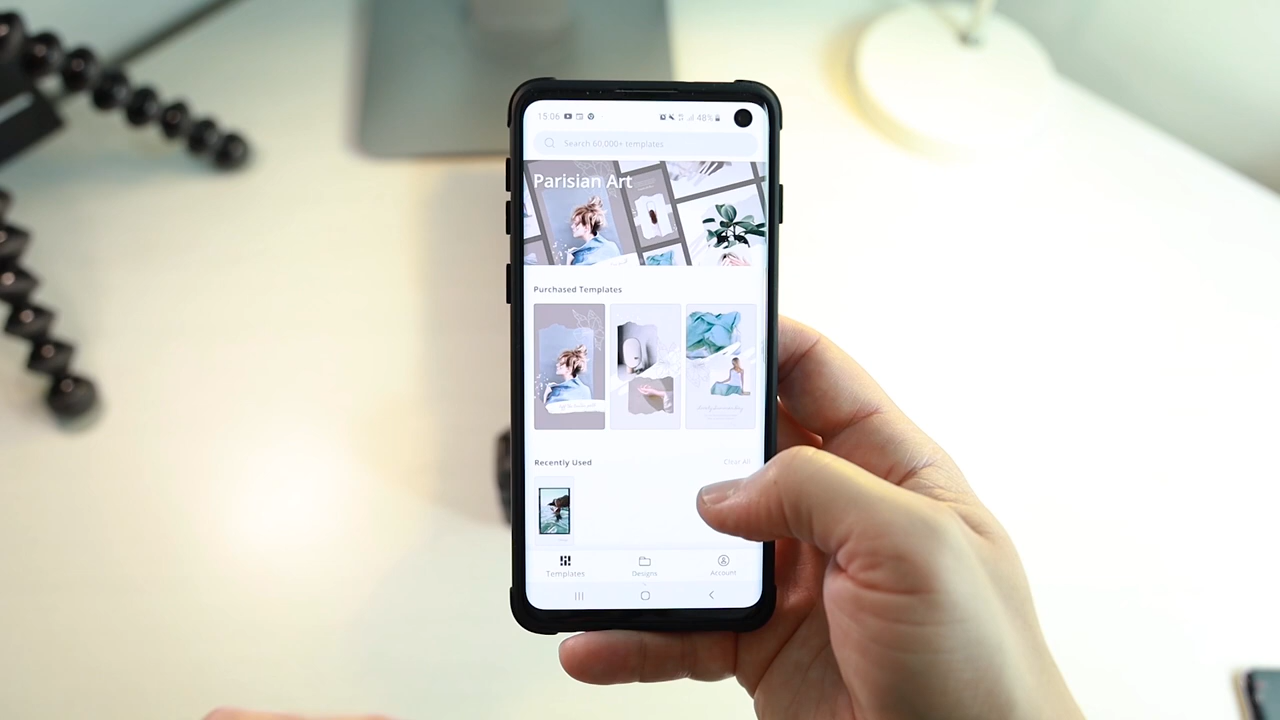 15:06 48%
Search 60,000+ templates
Parisian Art
Purchased Templates
Recently Used Clear All
Templates Designs Account